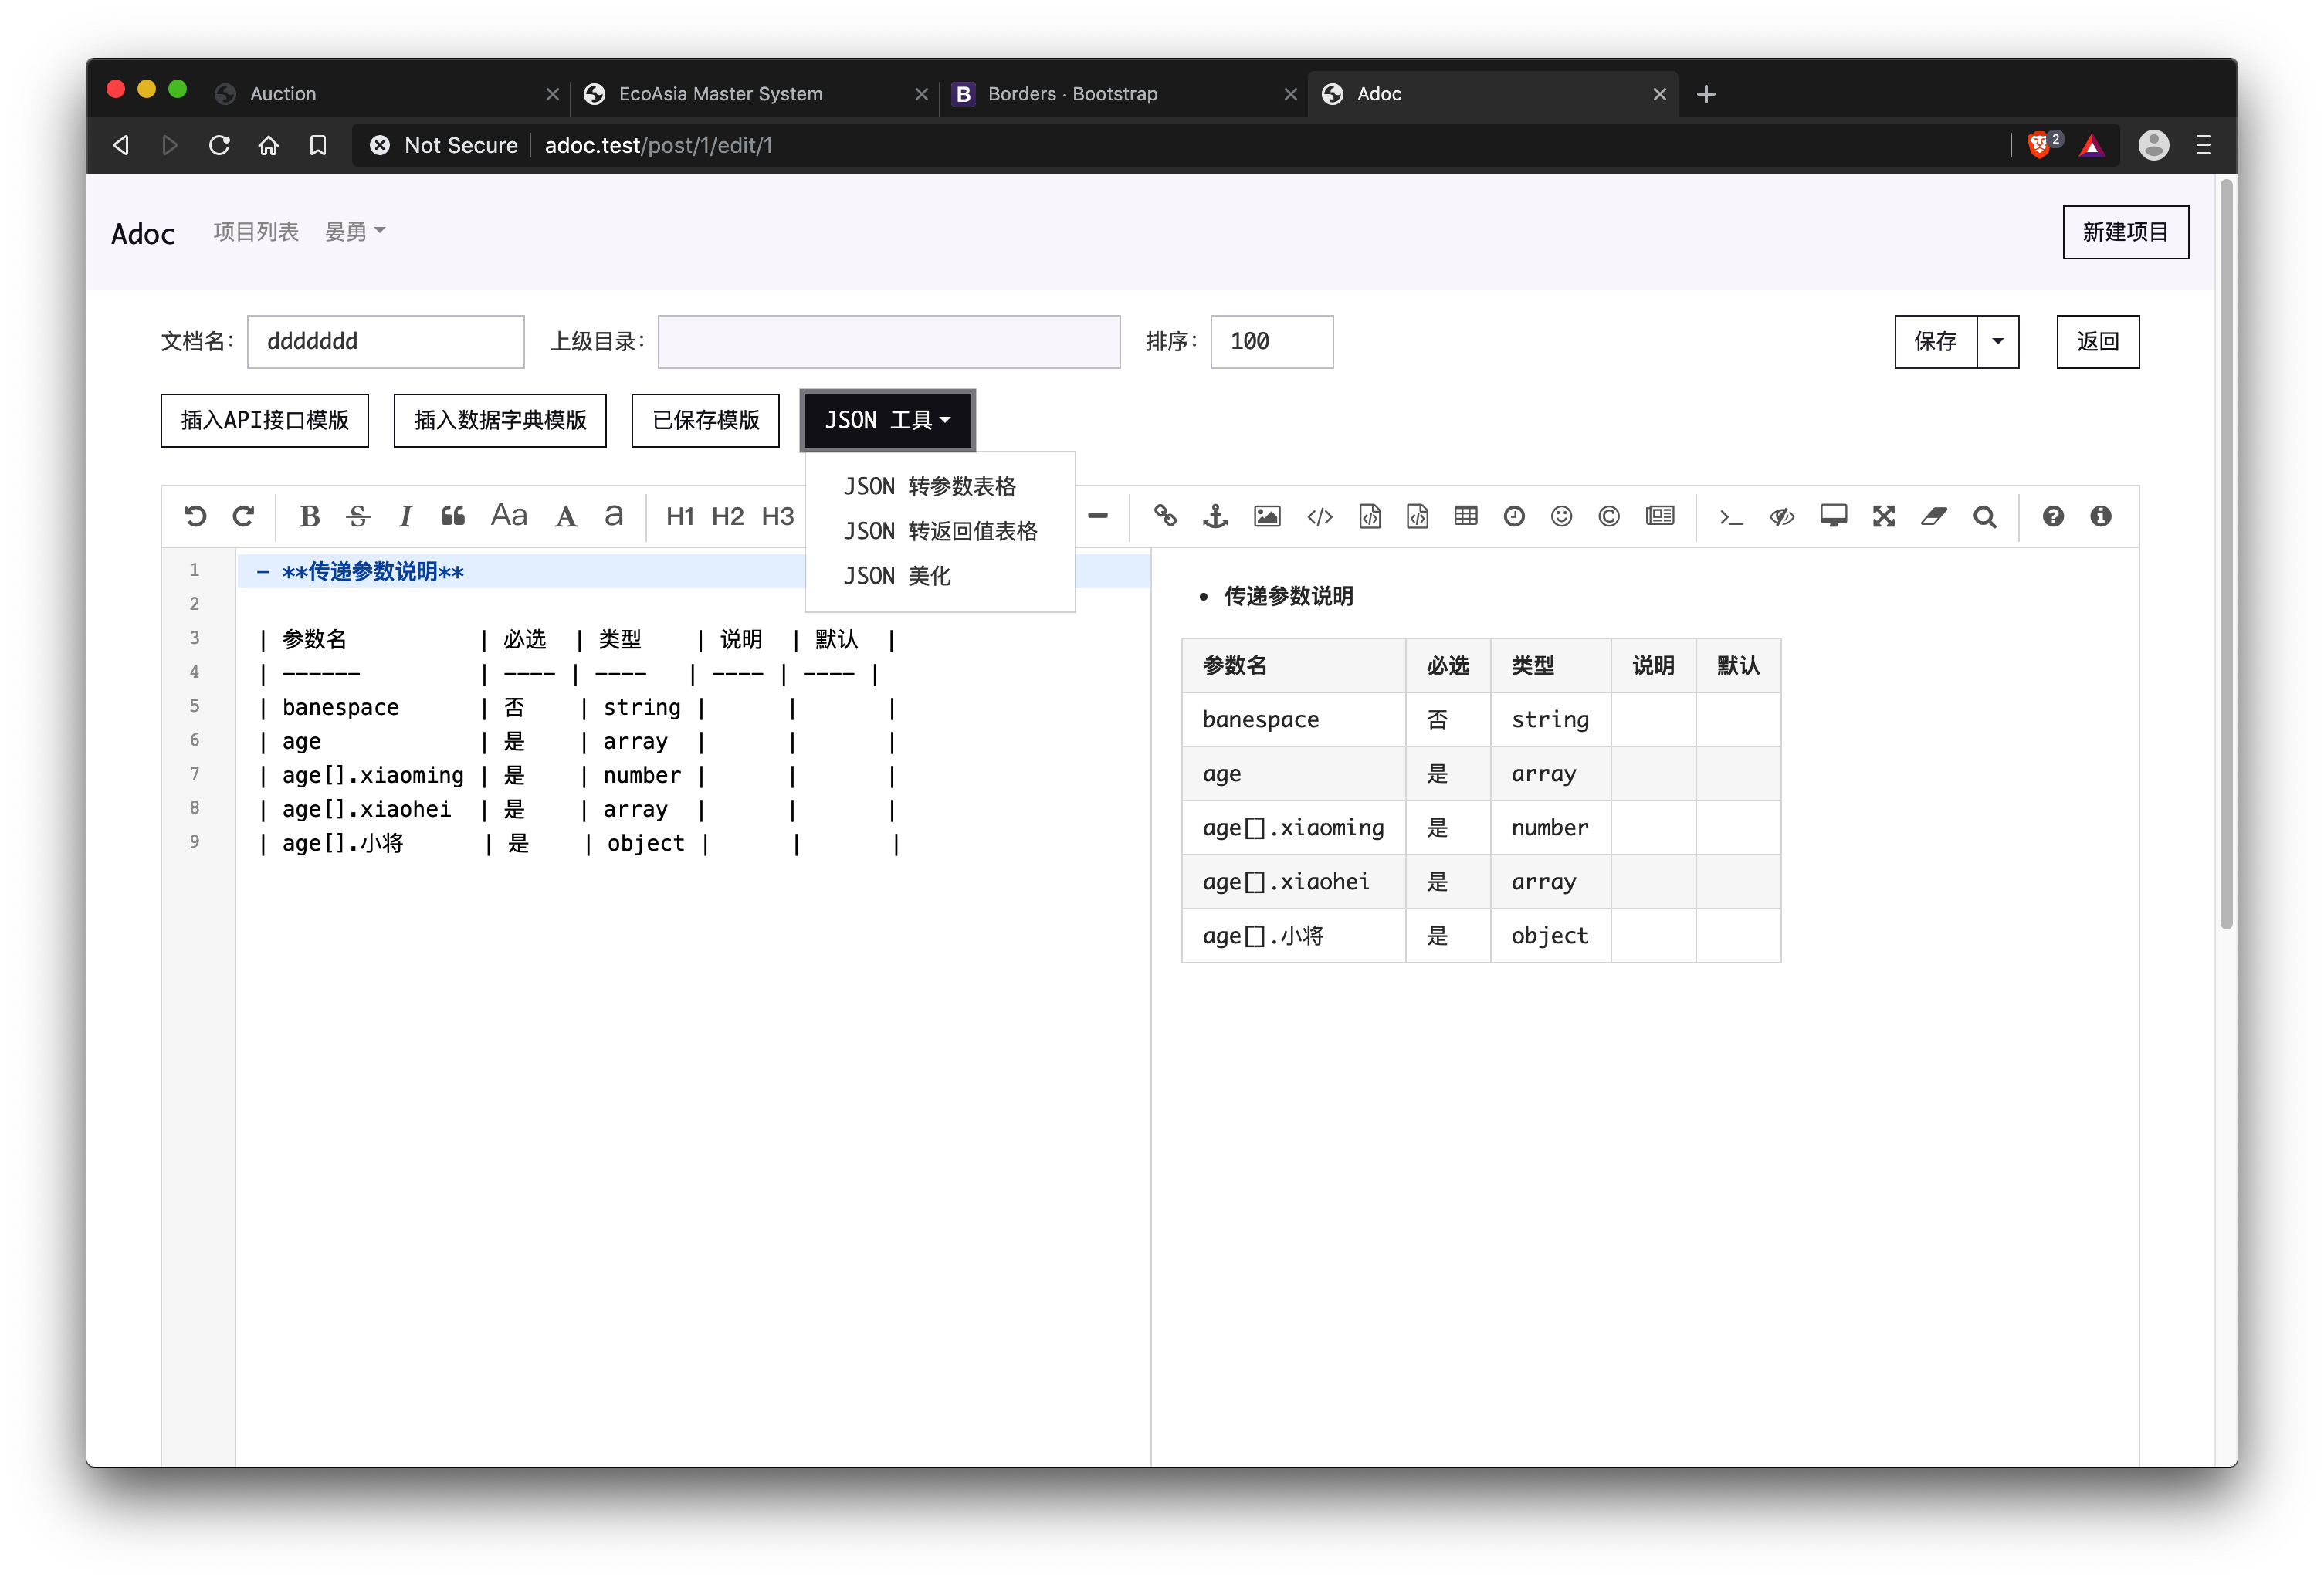 Auction
EcoAsia Master System
B Borders · Bootstrap
Adoc
Not Secure adoc.test/post/1/edit/1 2
Adoc 项目列表 晏勇 新建项目
文档名: ddddddd 上级目录: 排序: 100 保存 返回
插入API接口模版 插入数据字典模版 已保存模版 JSON 工具
JSON 转参数表格
JSON 转返回值表格
JSON 美化
B S I Aa A a H1 H2 H3
1 - **传递参数说明**
2
3 | 参数名 | 必选 | 类型 | 说明 | 默认 |
4 | ------ | ---- | ---- | ---- | ---- |
5 | banespace | 否 | string | | |
6 | age | 是 | array | | |
7 | age[].xiaoming | 是 | number | | |
8 | age[].xiaohei | 是 | array | | |
9 | age[].小将 | 是 | object | | |
• 传递参数说明
参数名 必选 类型 说明 默认
banespace 否 string
age 是 array
age[].xiaoming 是 number
age[].xiaohei 是 array
age[].小将 是 object